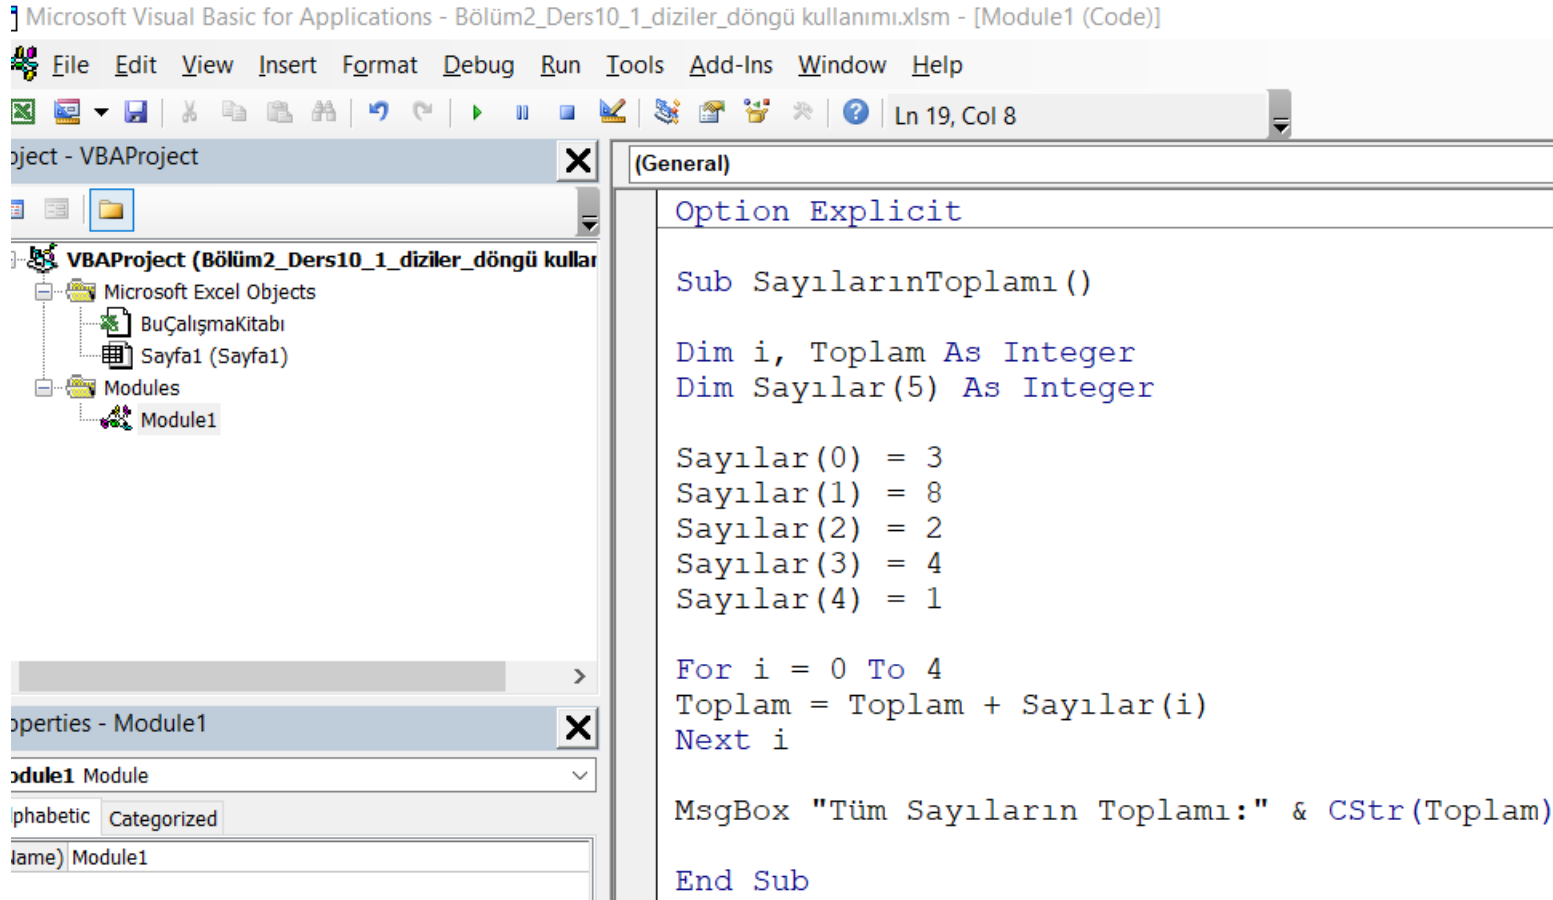 Microsoft Visual Basic for Applications - Bölüm2_Ders10_1_diziler_döngü kullanımı.xlsm - [Module1 (Code)]
File Edit View Insert Format Debug Run Tools Add-Ins Window Help
Ln 19, Col 8
oject - VBAProject
(General)
VBAProject (Bölüm2_Ders10_1_diziler_döngü kullar
Microsoft Excel Objects
BuÇalışmaKitabı
Sayfa1 (Sayfa1)
Modules
Module1
operties - Module1
odule1 Module
lphabetic Categorized
Name) Module1
Option Explicit
Sub SayılarınToplamı()
Dim i, Toplam As Integer
Dim Sayılar(5) As Integer
Sayılar(0) = 3
Sayılar(1) = 8
Sayılar(2) = 2
Sayılar(3) = 4
Sayılar(4) = 1
For i = 0 To 4
Toplam = Toplam + Sayılar(i)
Next i
MsgBox "Tüm Sayıların Toplamı:" & CStr(Toplam)
End Sub